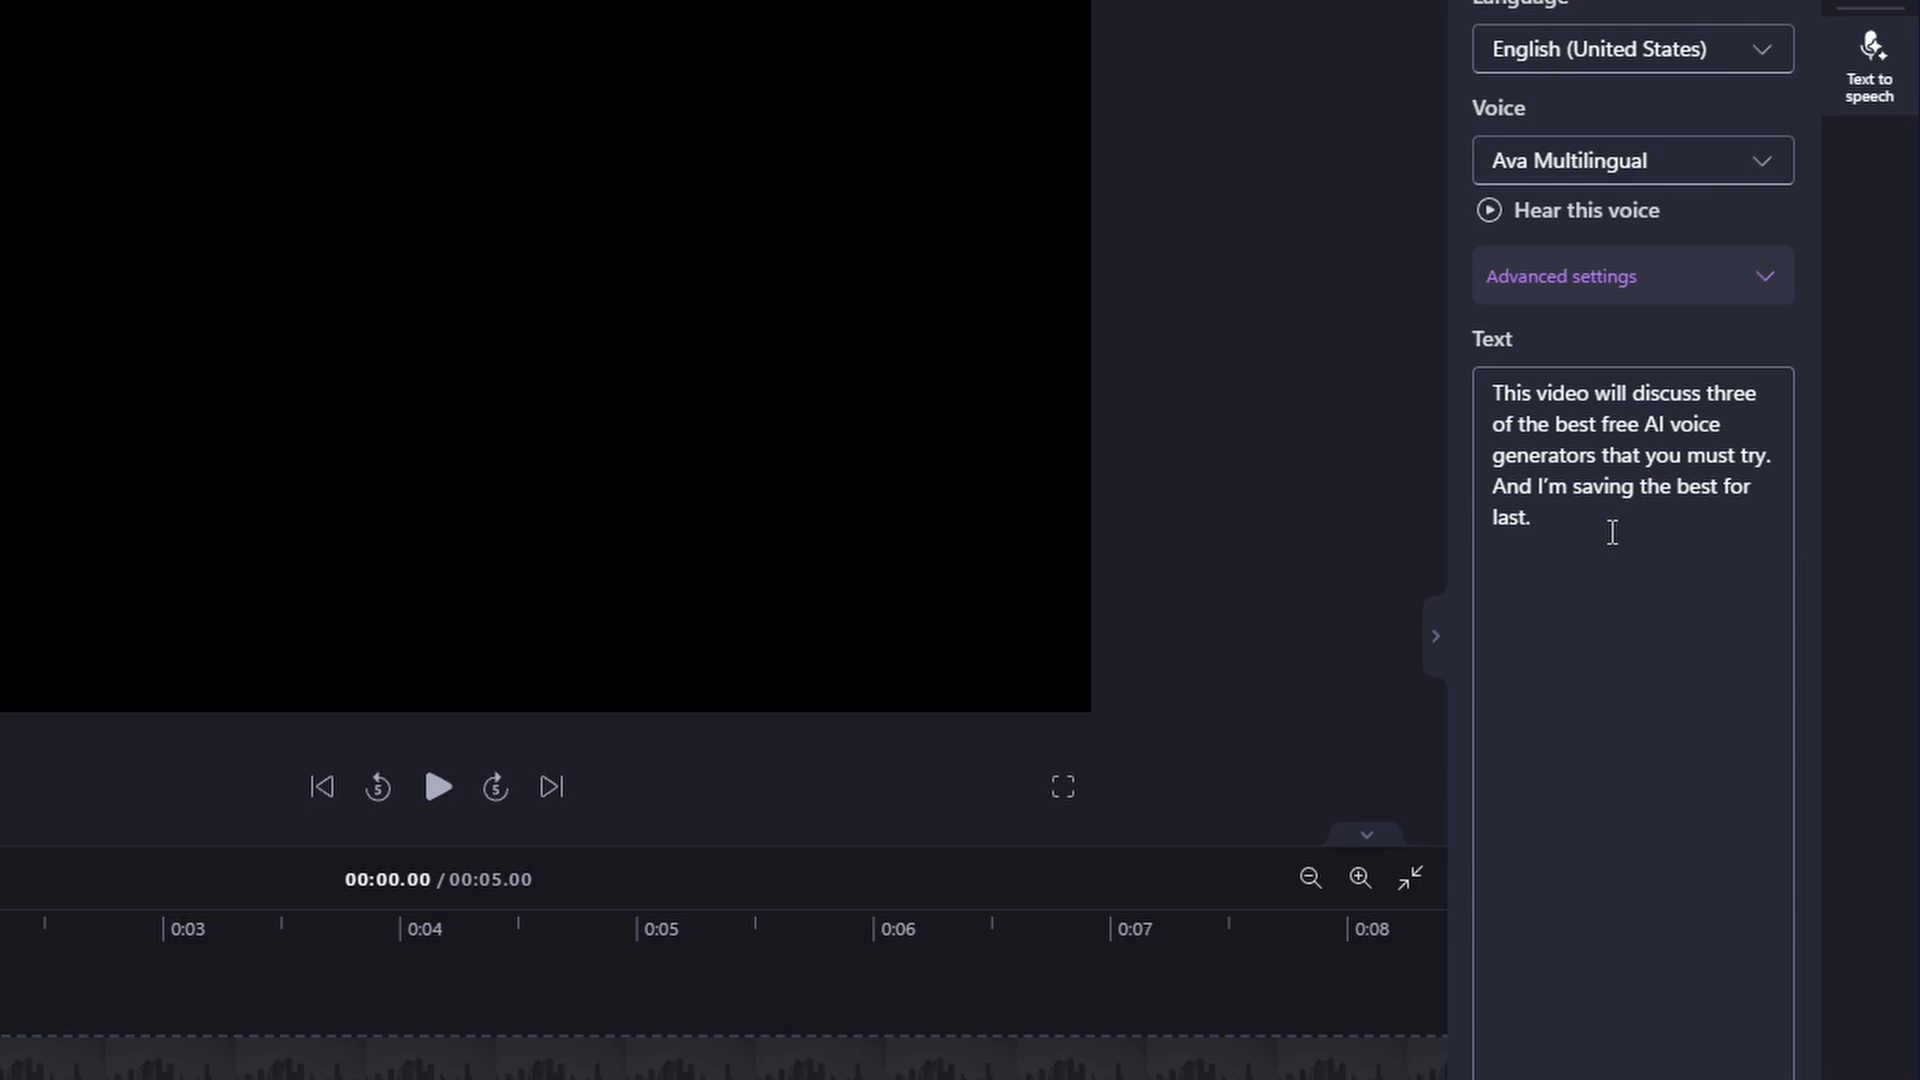 Language
English (United States)
Text to
speech
Voice
Ava Multilingual
Hear this voice
Advanced settings
Text
This video will discuss three
of the best free AI voice
generators that you must try.
And I'm saving the best for
last.
5
5
00:00.00 / 00:05.00
0:03
0:04
0:05
0:06
0:07
0:08